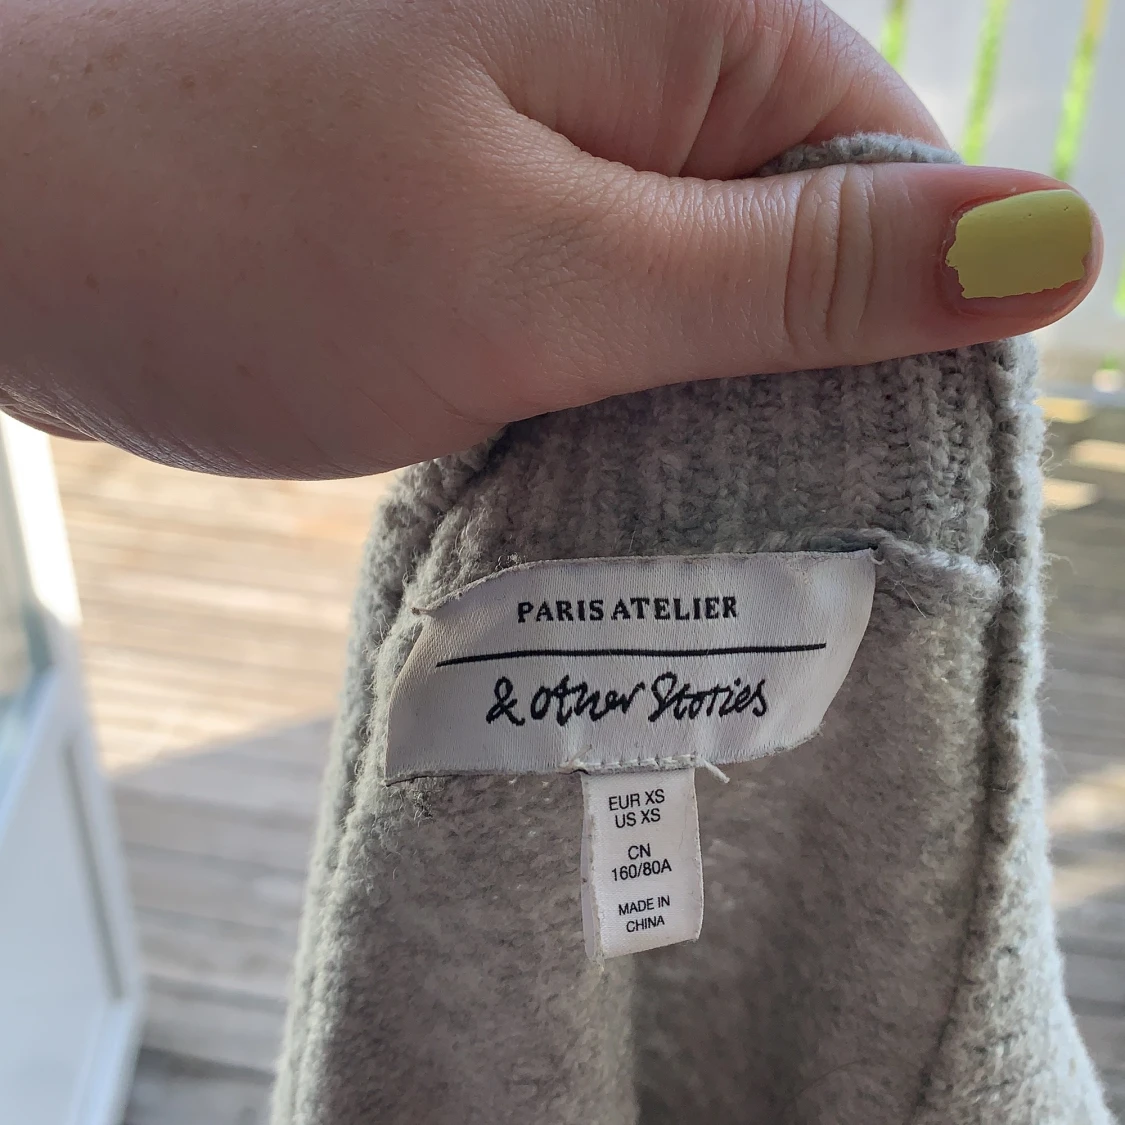 PARIS ATELIER
& other Stories
EUR XS
US XS
CN
160/80A
MADE IN
CHINA